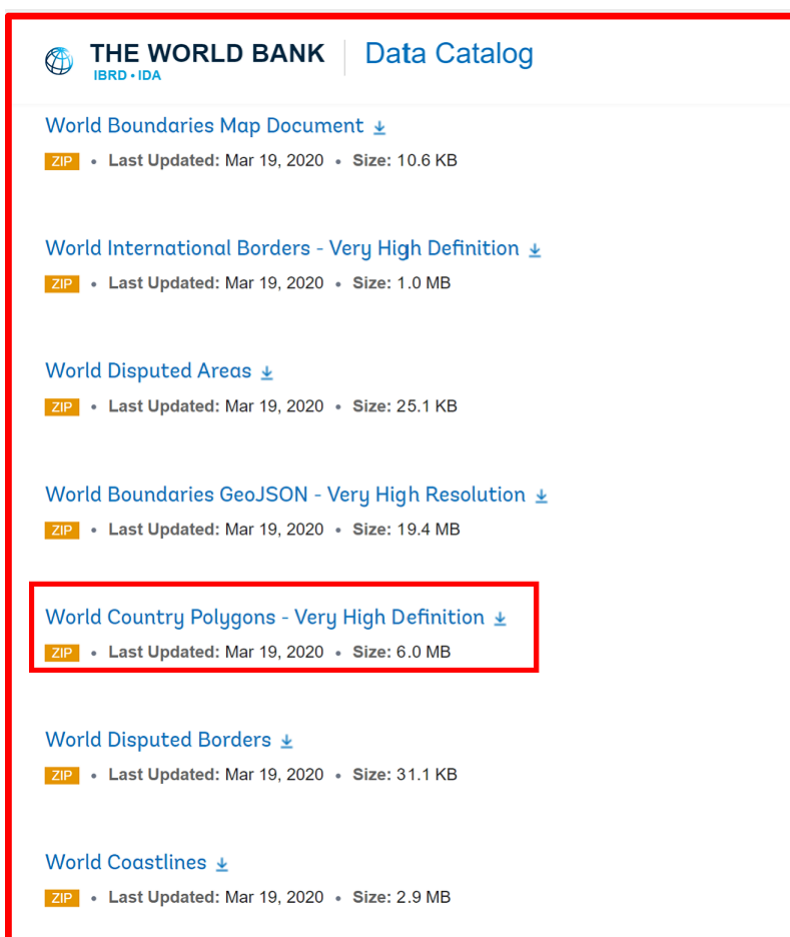 THE WORLD BANK
IBRD • IDA
Data Catalog
World Boundaries Map Document
ZIP • Last Updated: Mar 19, 2020 • Size: 10.6 KB
World International Borders - Very High Definition
ZIP • Last Updated: Mar 19, 2020 • Size: 1.0 MB
World Disputed Areas
ZIP • Last Updated: Mar 19, 2020 • Size: 25.1 KB
World Boundaries GeoJSON - Very High Resolution
ZIP • Last Updated: Mar 19, 2020 • Size: 19.4 MB
World Country Polygons - Very High Definition
ZIP • Last Updated: Mar 19, 2020 • Size: 6.0 MB
World Disputed Borders
ZIP • Last Updated: Mar 19, 2020 • Size: 31.1 KB
World Coastlines
ZIP • Last Updated: Mar 19, 2020 • Size: 2.9 MB